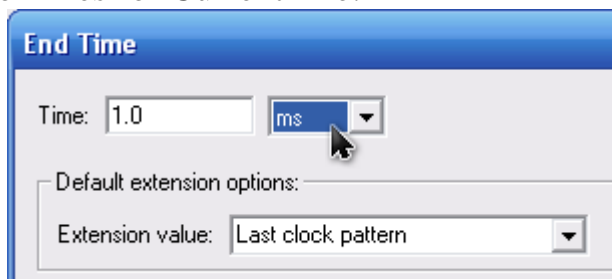 End Time
Time: 1.0 ms
Default extension options:
Extension value: Last clock pattern